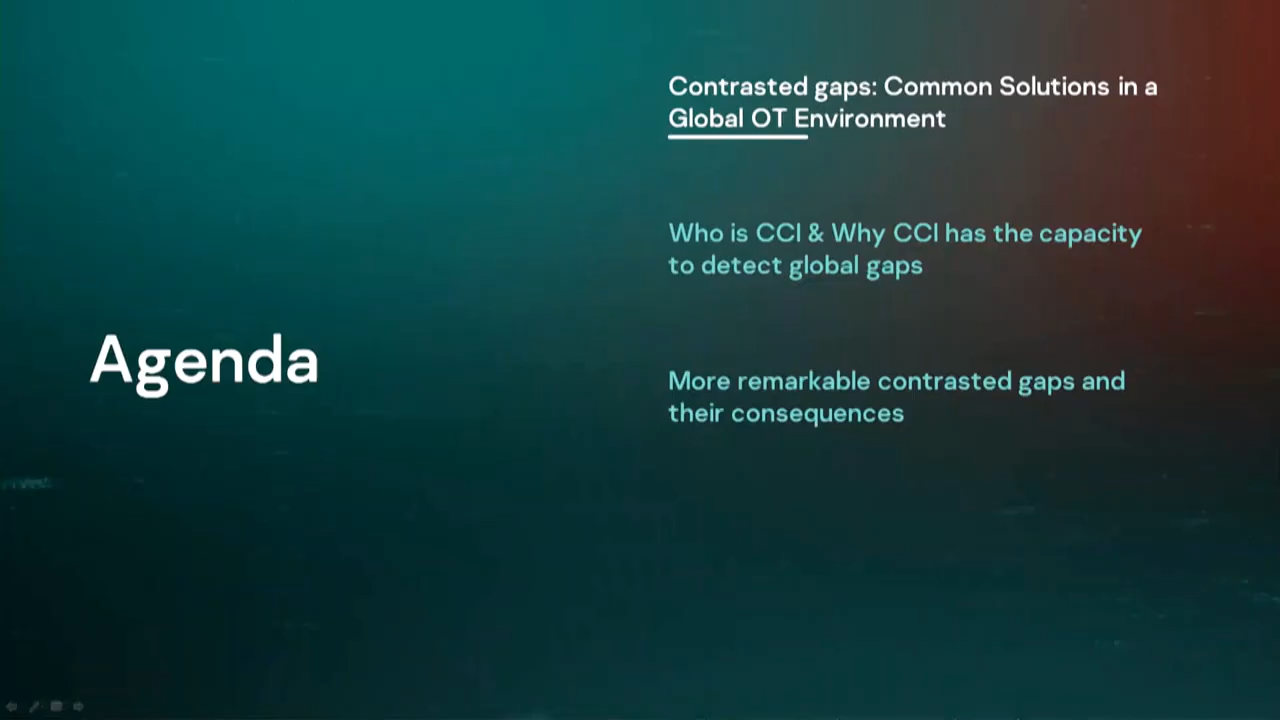 Agenda
Contrasted gaps: Common Solutions in a
Global OT Environment
Who is CCI & Why CCI has the capacity
to detect global gaps
More remarkable contrasted gaps and
their consequences